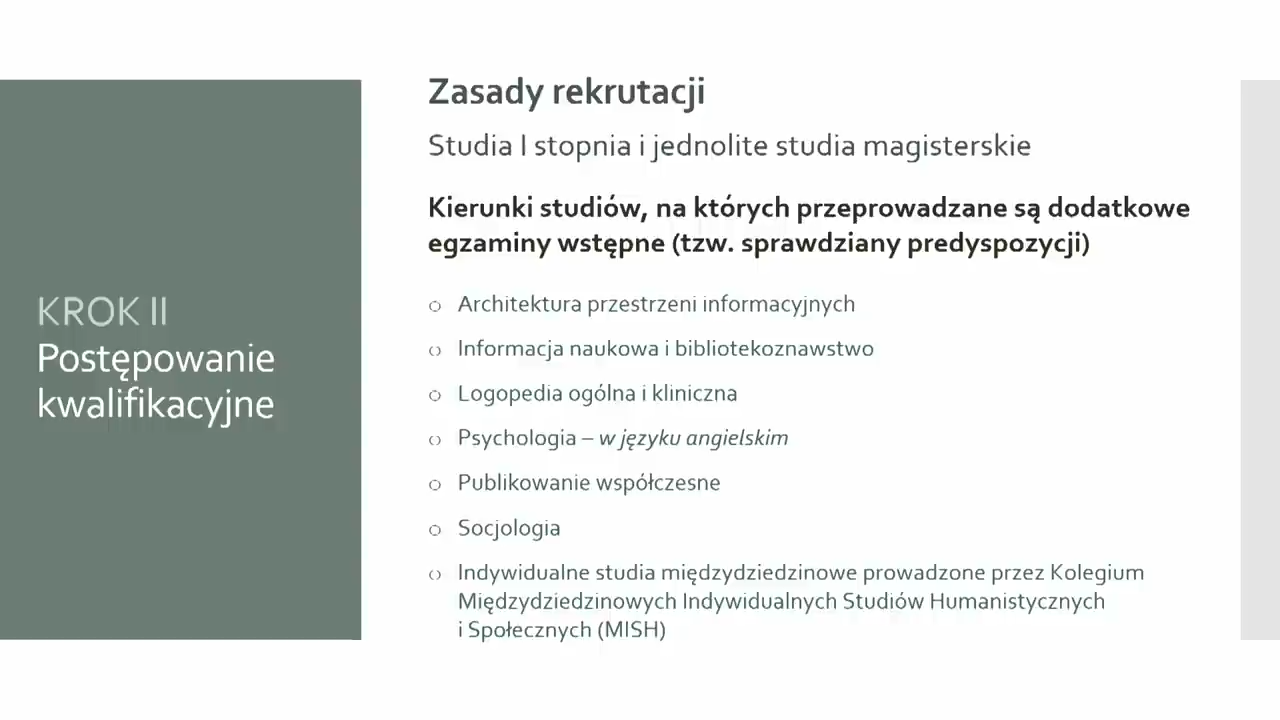 KROK II
Postępowanie
kwalifikacyjne
Zasady rekrutacji
Studia I stopnia i jednolite studia magisterskie
Kierunki studiów, na których przeprowadzane są dodatkowe
egzaminy wstępne (tzw. sprawdziany predyspozycji)
Architektura przestrzeni informacyjnych
Informacja naukowa i bibliotekoznawstwo
Logopedia ogólna i kliniczna
Psychologia – w języku angielskim
Publikowanie współczesne
Socjologia
Indywidualne studia międzydziedzinowe prowadzone przez Kolegium
Międzydziedzinowych Indywidualnych Studiów Humanistycznych
i Społecznych (MISH)